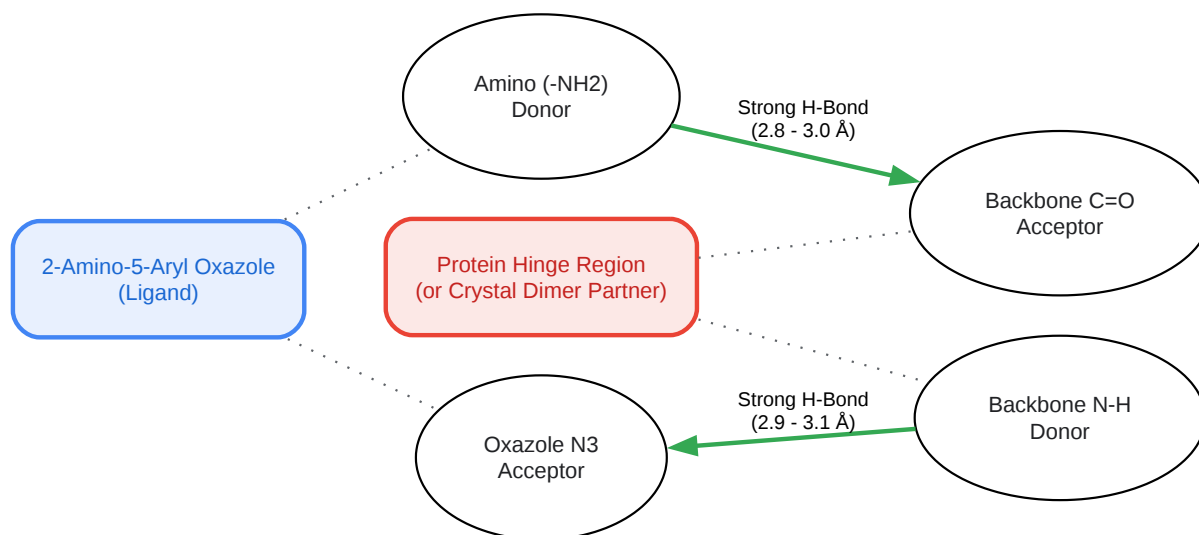 Amino (-NH2)
Donor
Strong H-Bond
(2.8 - 3.0 Å)
Backbone C=O
Acceptor
2-Amino-5-Aryl Oxazole
(Ligand)
Protein Hinge Region
(or Crystal Dimer Partner)
Strong H-Bond
(2.9 - 3.1 Å)
Backbone N-H
Donor
Oxazole N3
Acceptor